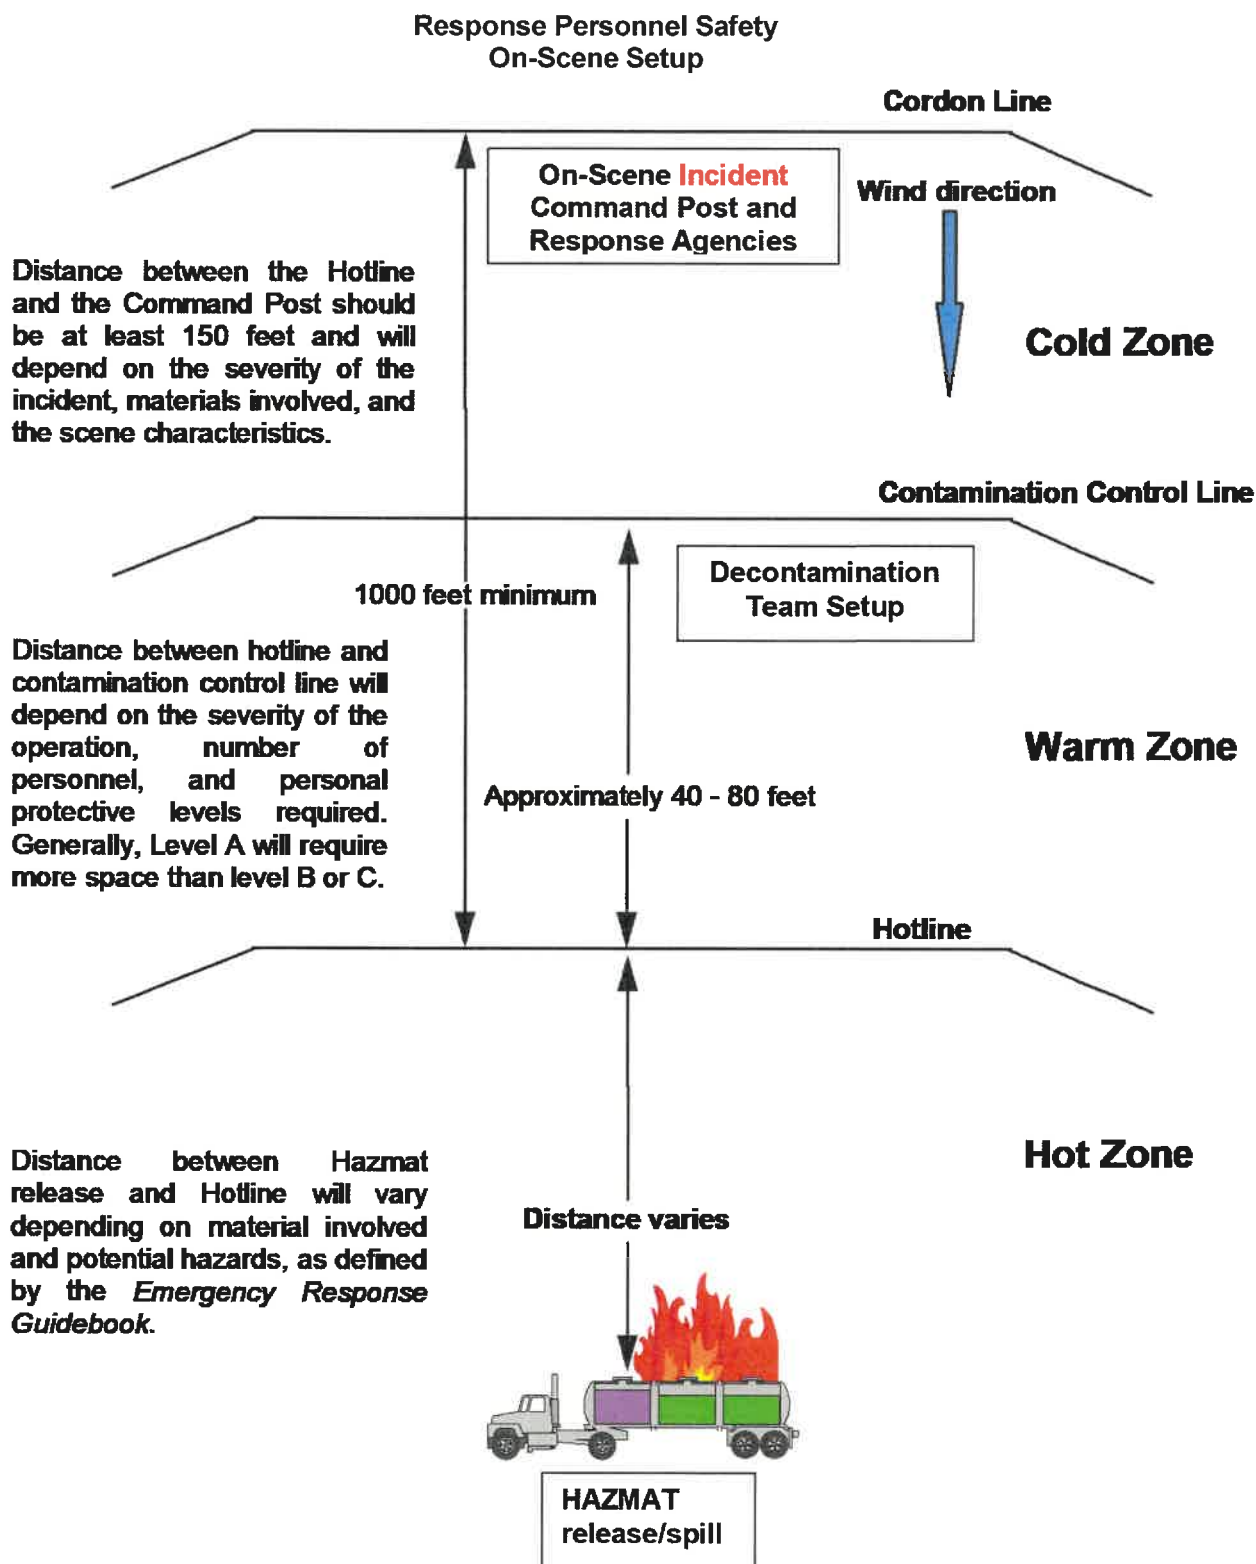 Response Personnel Safety
On-Scene Setup
Cordon Line
On-Scene Incident
Command Post and
Response Agencies
Wind direction
Distance between the Hotline
and the Command Post should
be at least 150 feet and will
depend on the severity of the
incident, materials involved, and
the scene characteristics.
Cold Zone
Contamination Control Line
Decontamination
Team Setup
1000 feet minimum
Distance between hotline and
contamination control line will
depend on the severity of the
operation, number of
personnel, and personal
protective levels required.
Generally, Level A will require
more space than level B or C.
Warm Zone
Approximately 40 - 80 feet
Hotline
Hot Zone
Distance between Hazmat
release and Hotline will vary
depending on material involved
and potential hazards, as defined
by the Emergency Response
Guidebook.
Distance varies
HAZMAT
release/spill